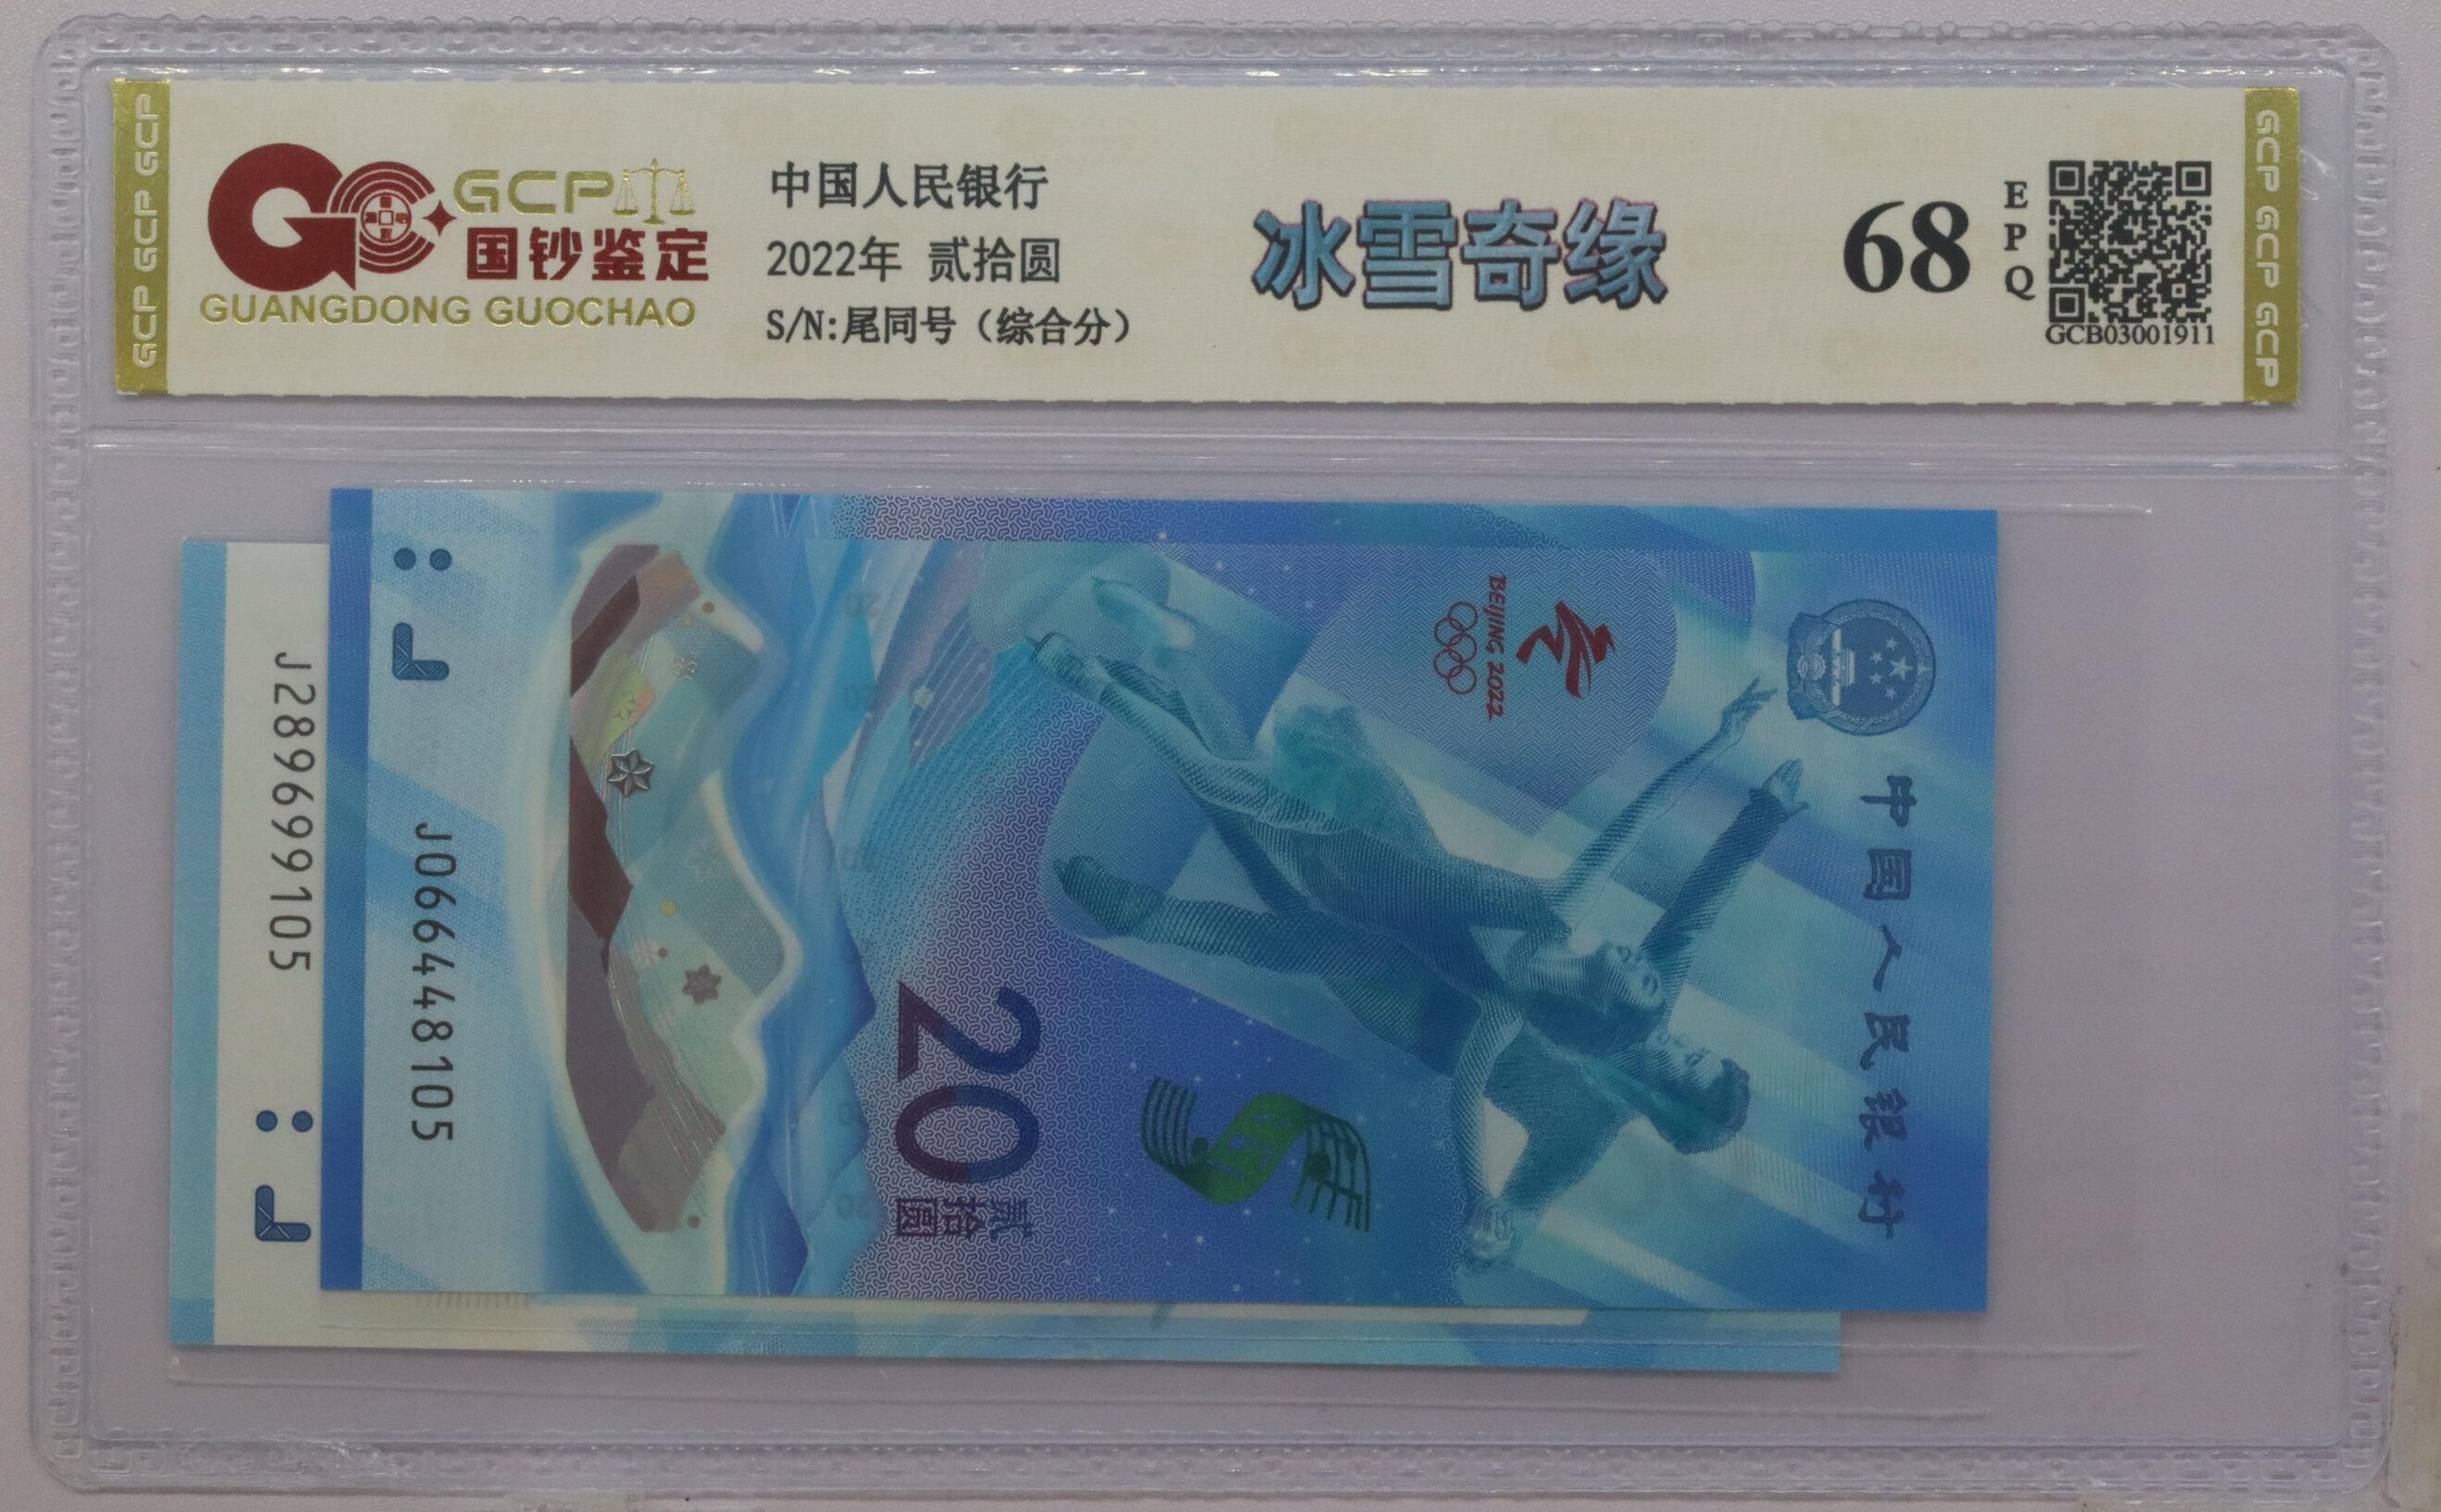 GCP GCP GCP
GCP
国钞鉴定
GUANGDONG GUOCHAO
中国人民银行
2022年 贰拾圆
S/N:尾同号（综合分）
冰雪奇缘
68
EPQ
GCB03001911
GCP GCP GCP
J289699105
J066448105
20
贰拾圆
BEIJING 2022
中国人民银行